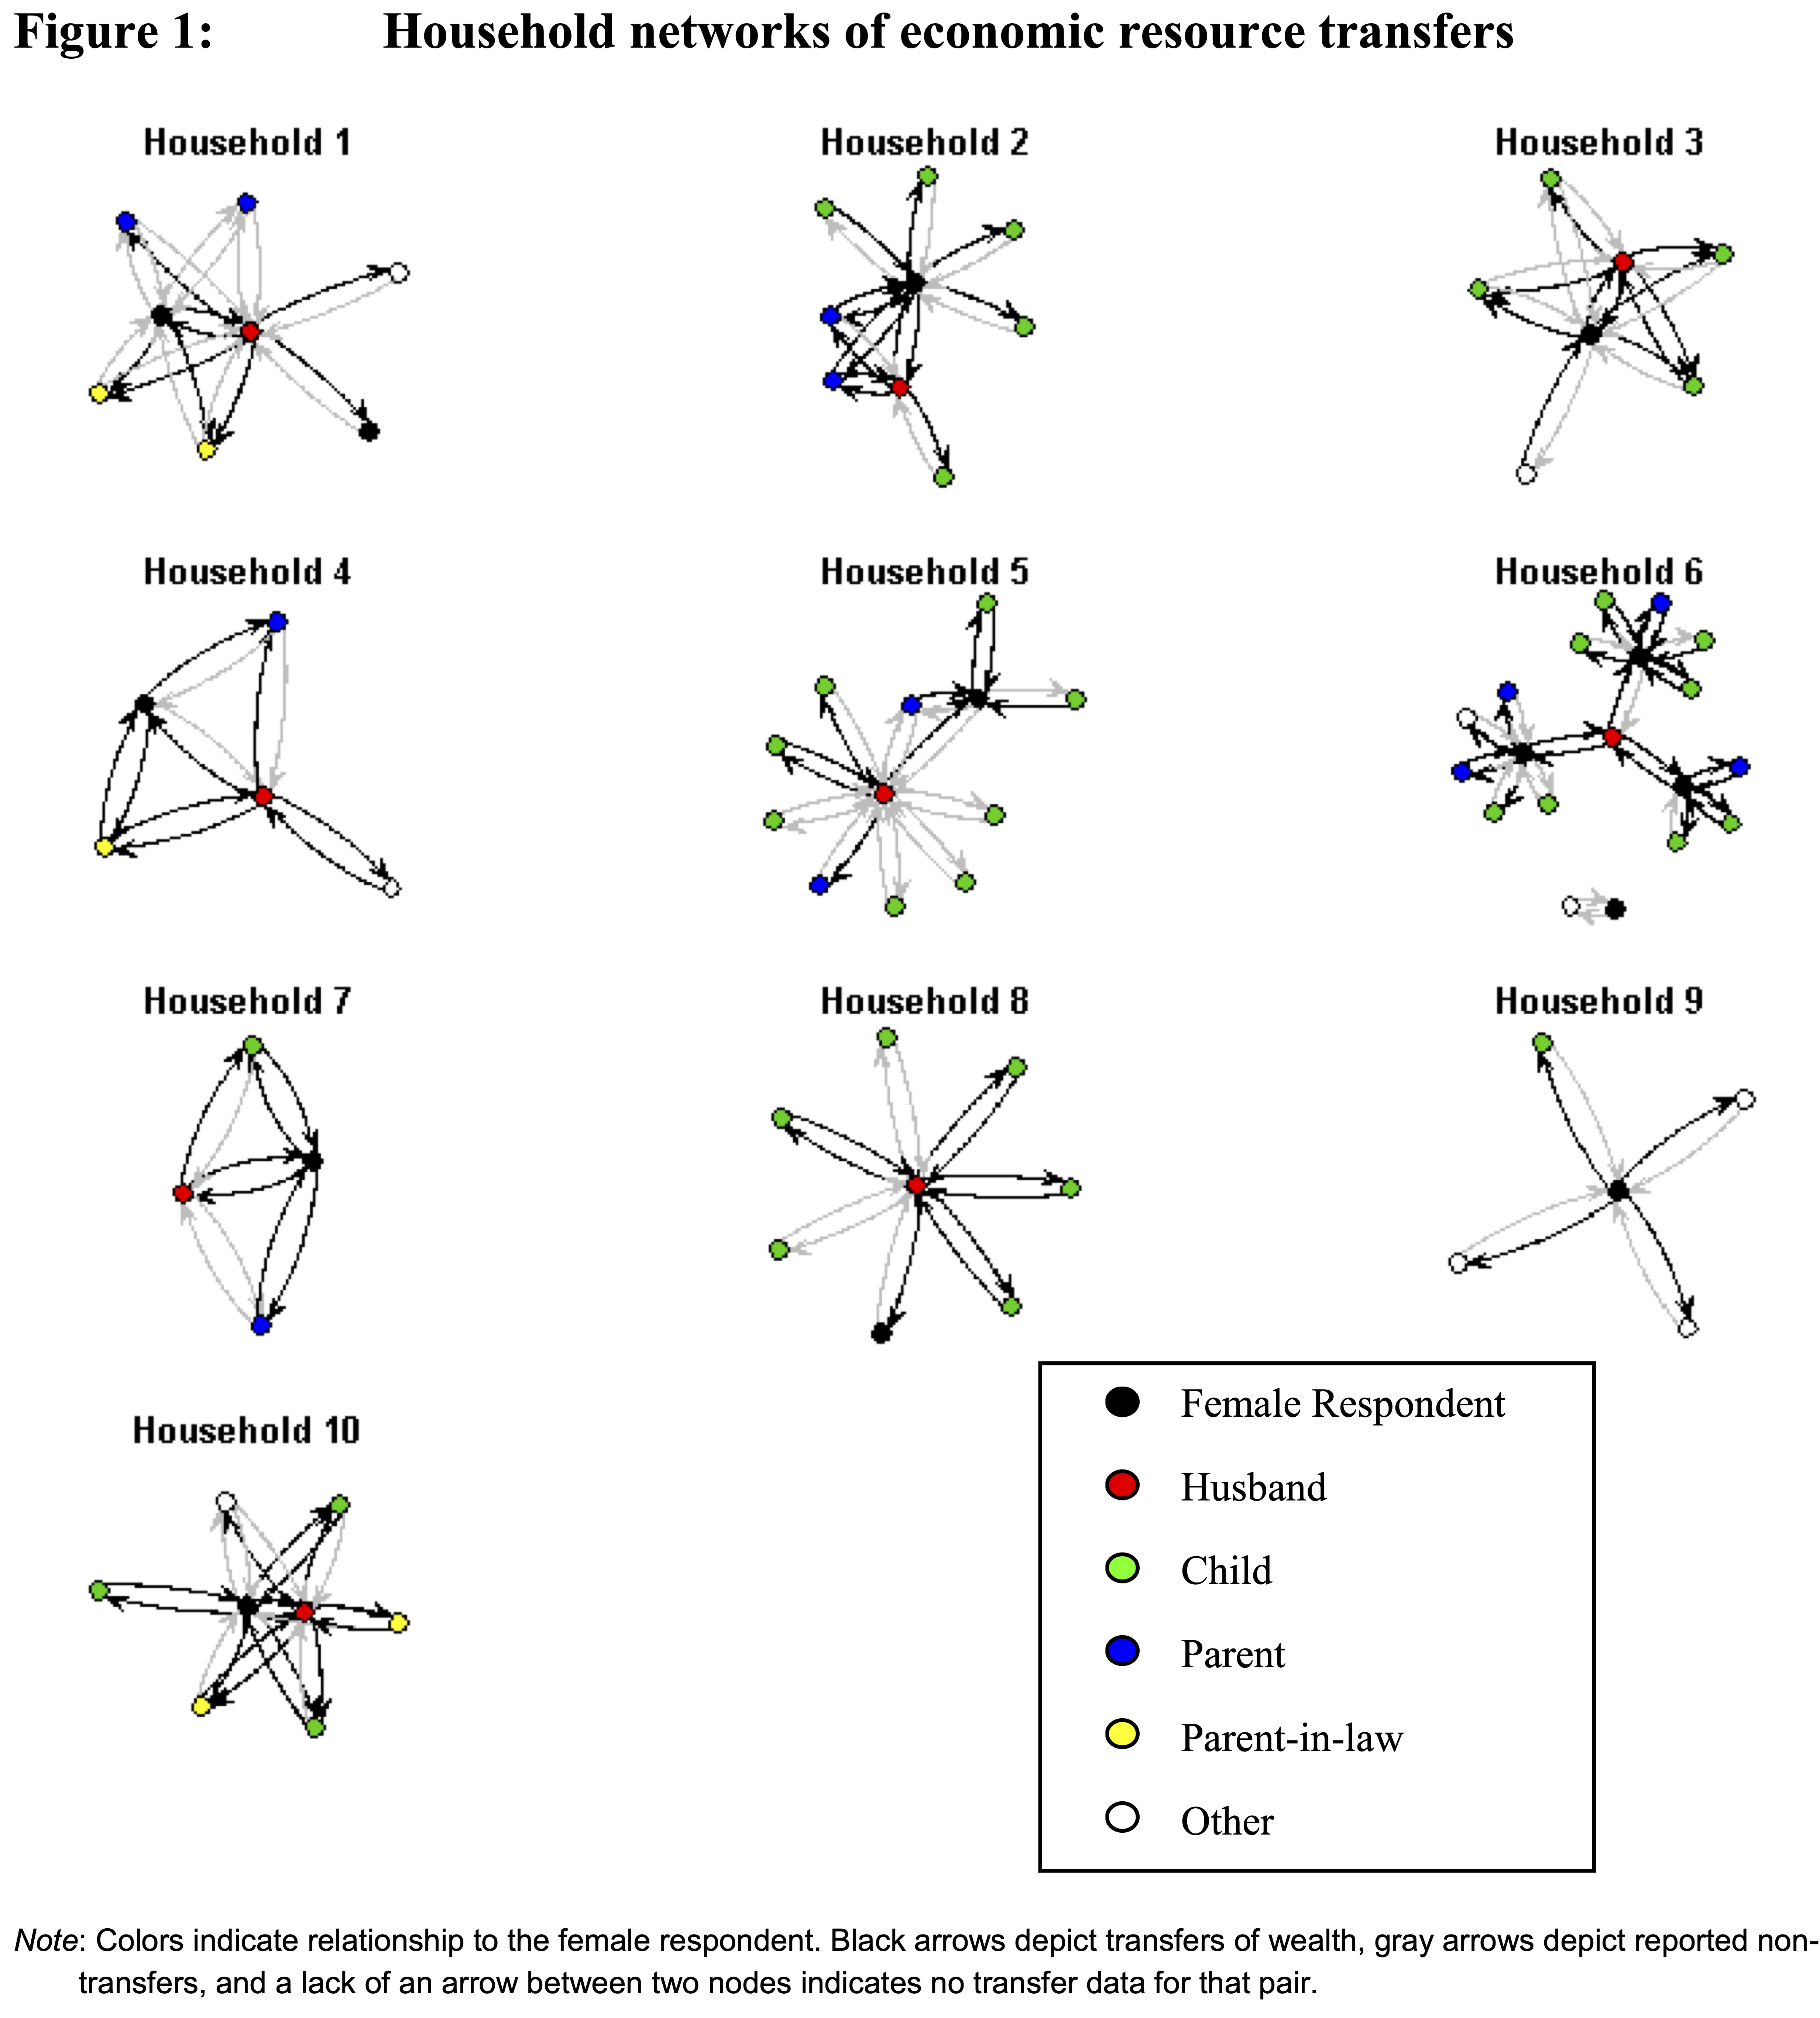 Figure 1: Household networks of economic resource transfers
Household 1
Household 2
Household 3
Household 4
Household 5
Household 6
Household 7
Household 8
Household 9
Household 10
Female Respondent
Husband
Child
Parent
Parent-in-law
Other
Note: Colors indicate relationship to the female respondent. Black arrows depict transfers of wealth, gray arrows depict reported non-
transfers, and a lack of an arrow between two nodes indicates no transfer data for that pair.